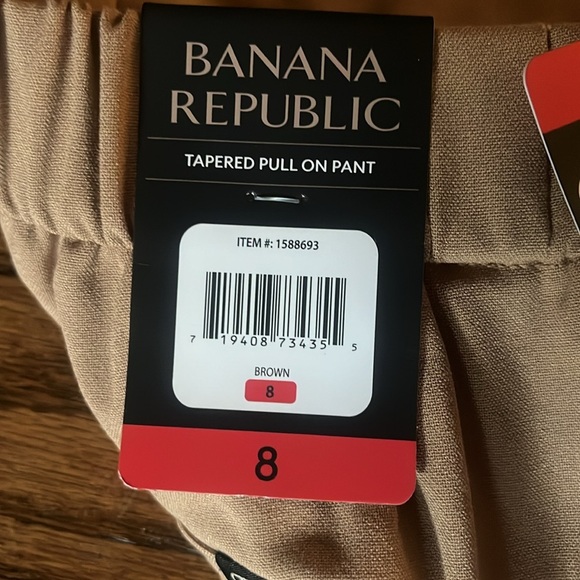 BANANA
REPUBLIC
TAPERED PULL ON PANT
ITEM #: 1588693
7 19408 73435 5
BROWN
8
8